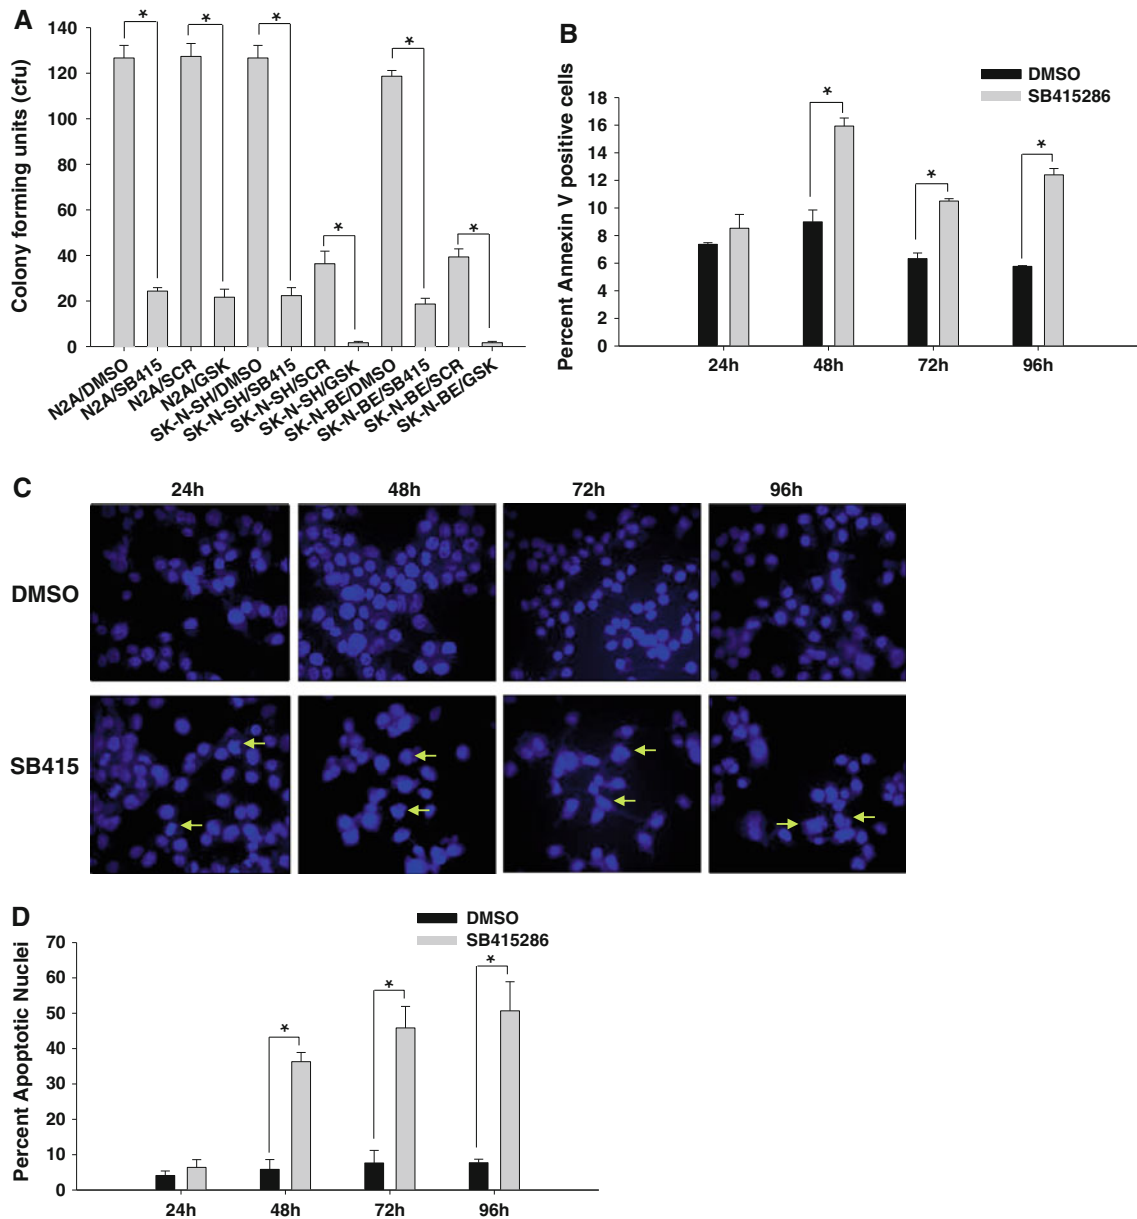 A
Colony forming units (cfu)
140
120
100
80
60
40
20
0
* * * * * *
N2A/DMSO
N2A/SB415
N2A/SCR
N2A/GSK
SK-N-SH/DMSO
SK-N-SH/SB415
SK-N-SH/SCR
SK-N-SH/GSK
SK-N-BE/DMSO
SK-N-BE/SB415
SK-N-BE/SCR
SK-N-BE/GSK
B
DMSO
SB415286
Percent Annexin V positive cells
18
16
14
12
10
8
6
4
2
0
* * *
24h 48h 72h 96h
C
24h 48h 72h 96h
DMSO
SB415
D
DMSO
SB415286
Percent Apoptotic Nuclei
70
60
50
40
30
20
10
0
* * *
24h 48h 72h 96h